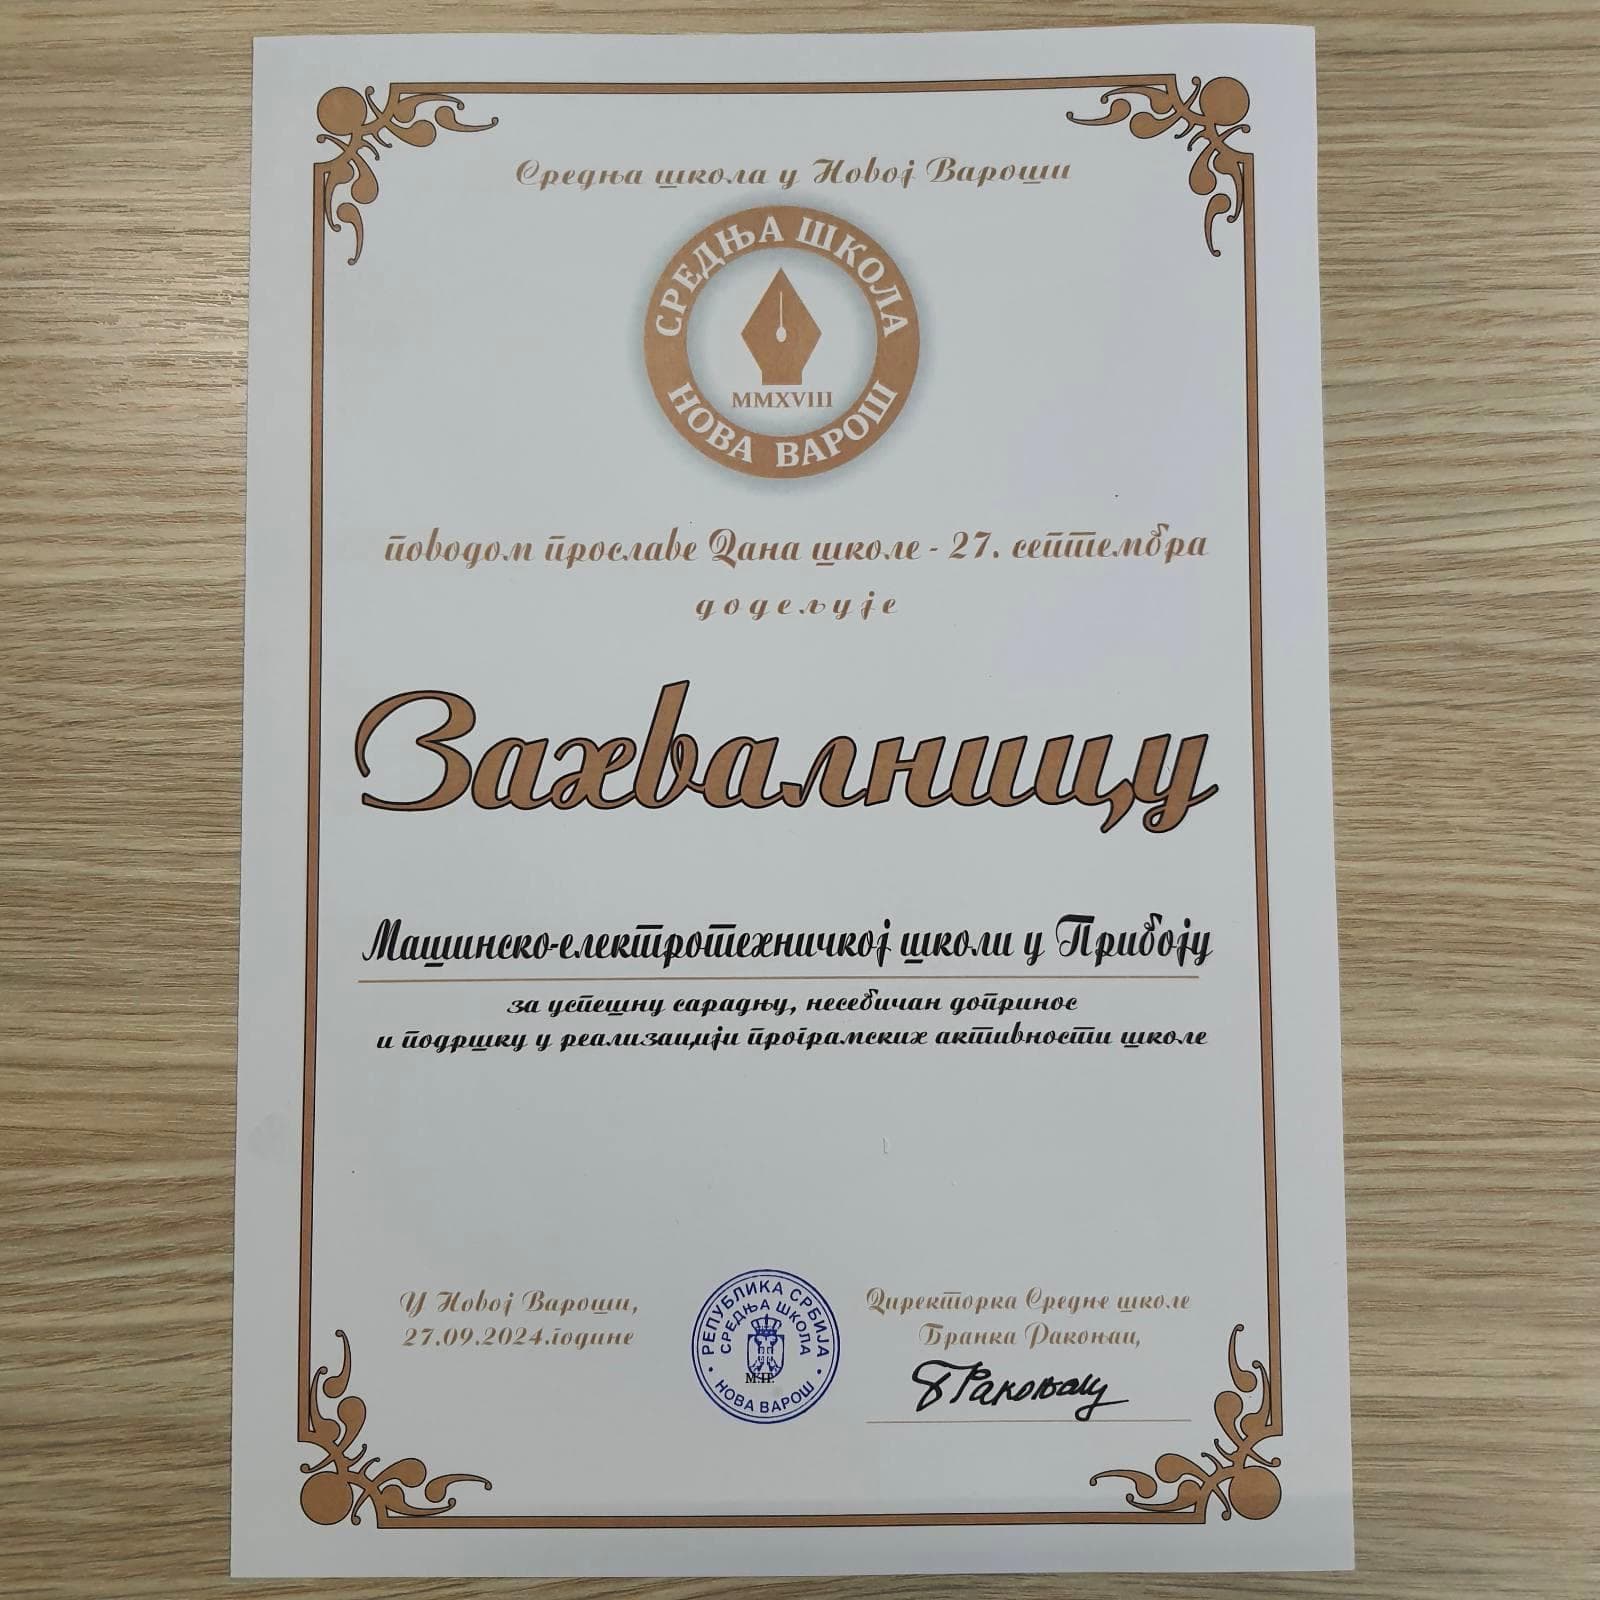 Средња школа у Новој Вароши
СРЕДЊА ШКОЛА
MMXVIII
НОВА ВАРОШ
поводом прославе Дана школе - 27. септембра
додељује
Захвалницу
Машинско-електротехничкој школи у Прибоју
за успешну сарадњу, несебичан допринос
и подршку у реализацији програмских активности школе
У Новој Вароши,
27.09.2024.године
РЕПУБЛИКА СРБИЈА
СРЕДЊА ШКОЛА
М.П.
НОВА ВАРОШ
Директорка Средње школе
Бранка Ракоњац,
Б Ракоњац